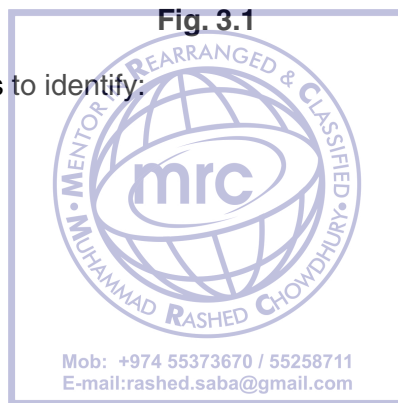 Fig. 3.1
s to identify:
MENTOR IN REARRANGED & CLASSIFIED
mrc
MUHAMMAD RASHED CHOWDHURY
Mob: +974 55373670 / 55258711
E-mail:rashed.saba@gmail.com